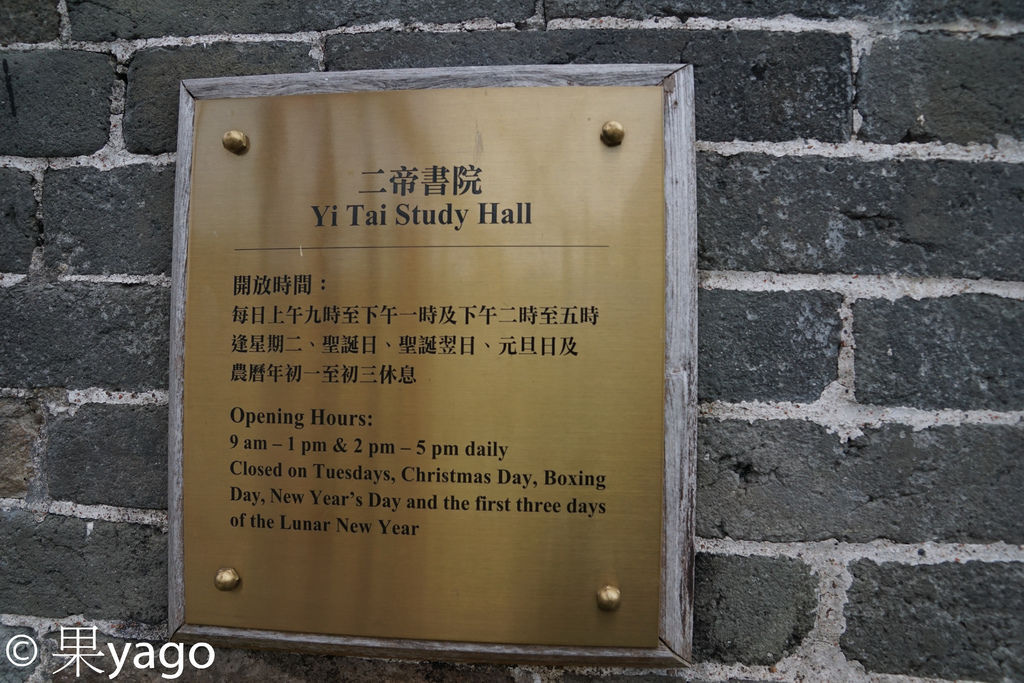 二帝書院
Yi Tai Study Hall
開放時間：
每日上午九時至下午一時及下午二時至五時
逢星期二、聖誕日、聖誕翌日、元旦日及
農曆年初一至初三休息
Opening Hours:
9 am – 1 pm & 2 pm – 5 pm daily
Closed on Tuesdays, Christmas Day, Boxing
Day, New Year's Day and the first three days
of the Lunar New Year
© 果yago